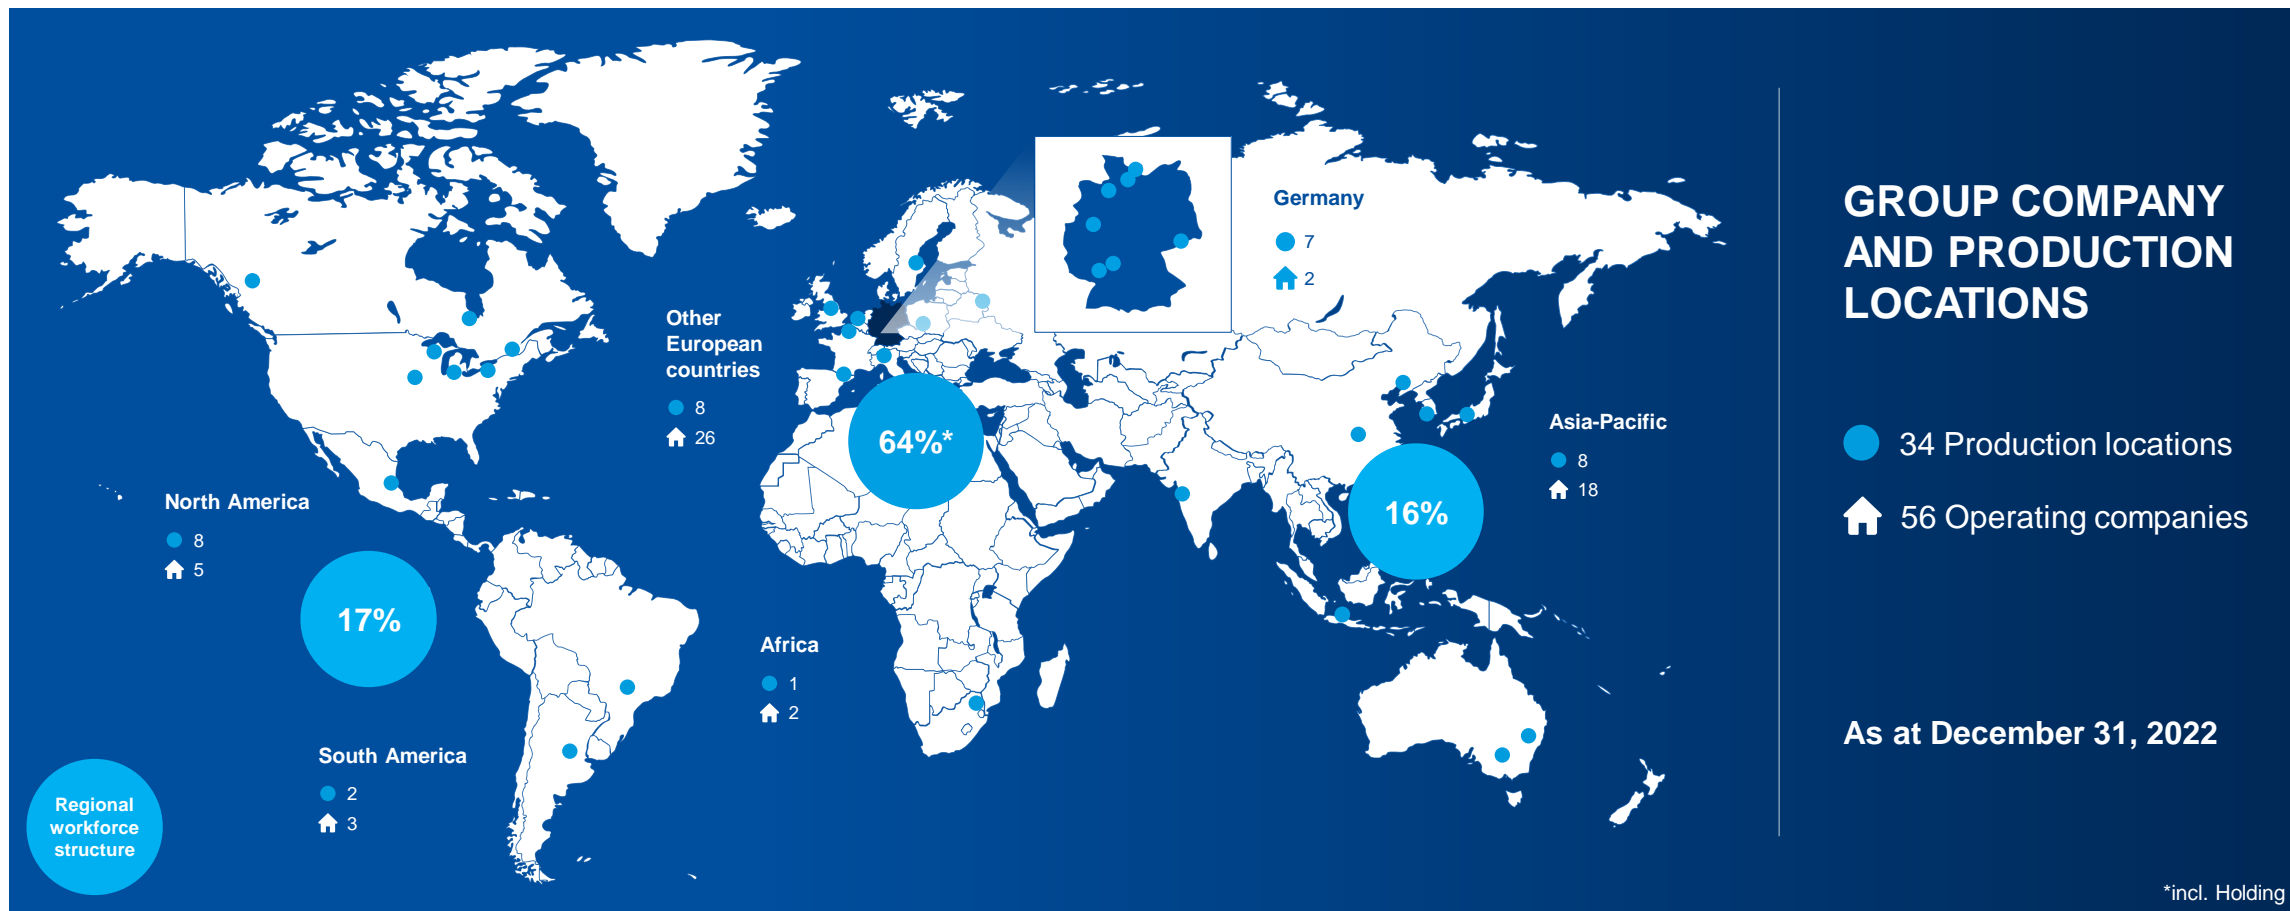 Germany
7
2
Other
European
countries
8
26
64%*
Asia-Pacific
8
18
16%
North America
8
5
17%
Africa
1
2
South America
2
3
Regional
workforce
structure
GROUP COMPANY
AND PRODUCTION
LOCATIONS
34 Production locations
56 Operating companies
As at December 31, 2022
*incl. Holding